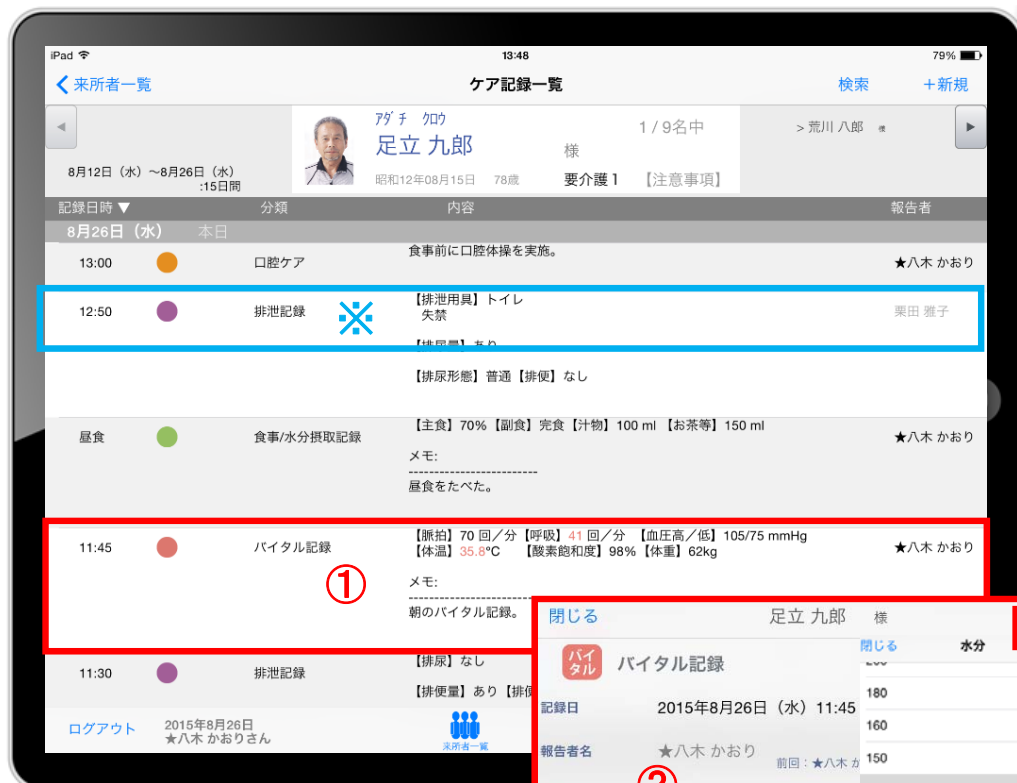 iPad 13:48 79%
来所者一覧 ケア記録一覧 検索 +新規
アダチ クロウ
足立 九郎 様
1 / 9名中
> 荒川 八郎 様
8月12日（水）～8月26日（水）
:15日間
昭和12年08月15日 78歳 要介護1 【注意事項】
記録日時▼ 分類 内容 報告者
8月26日（水） 本日
13:00 口腔ケア 食事前に口腔体操を実施。 ★八木 かおり
12:50 排泄記録 ※ 【排泄用具】トイレ 栗田 雅子
失禁
【排尿量】あり
【排尿形態】普通【排便】なし
昼食 食事/水分摂取記録 【主食】70%【副食】完食【汁物】100 ml 【お茶等】150 ml ★八木 かおり
メモ:
-------------------------
昼食をたべた。
11:45 バイタル記録 【脈拍】70 回／分【呼吸】41 回／分 【血圧高／低】105/75 mmHg ★八木 かおり
【体温】35.8℃ 【酸素飽和度】98%【体重】62kg
①
メモ:
-------------------------
朝のバイタル記録。
11:30 排泄記録 【排尿】なし
【排便量】あり【排便
ログアウト 2015年8月26日
★八木 かおりさん
来所者一覧
閉じる 足立 九郎 様
バイタル バイタル記録
記録日 2015年8月26日（水）11:45
報告者名 ★八木 かおり
前回：★八木 か
②
閉じる 水分
180
160
150